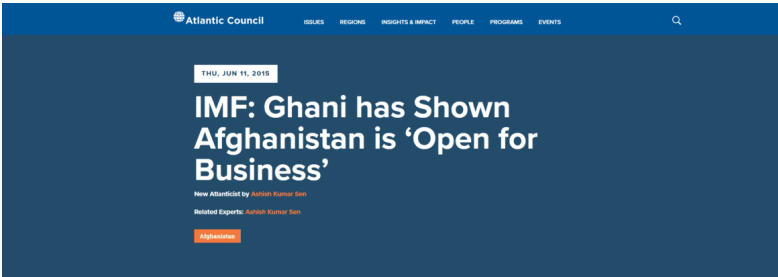 Atlantic Council
ISSUES REGIONS INSIGHTS & IMPACT PEOPLE PROGRAMS EVENTS
THU, JUN 11, 2015
IMF: Ghani has Shown
Afghanistan is ‘Open for
Business’
New Atlanticist by Ashish Kumar Sen
Related Experts: Ashish Kumar Sen
Afghanistan